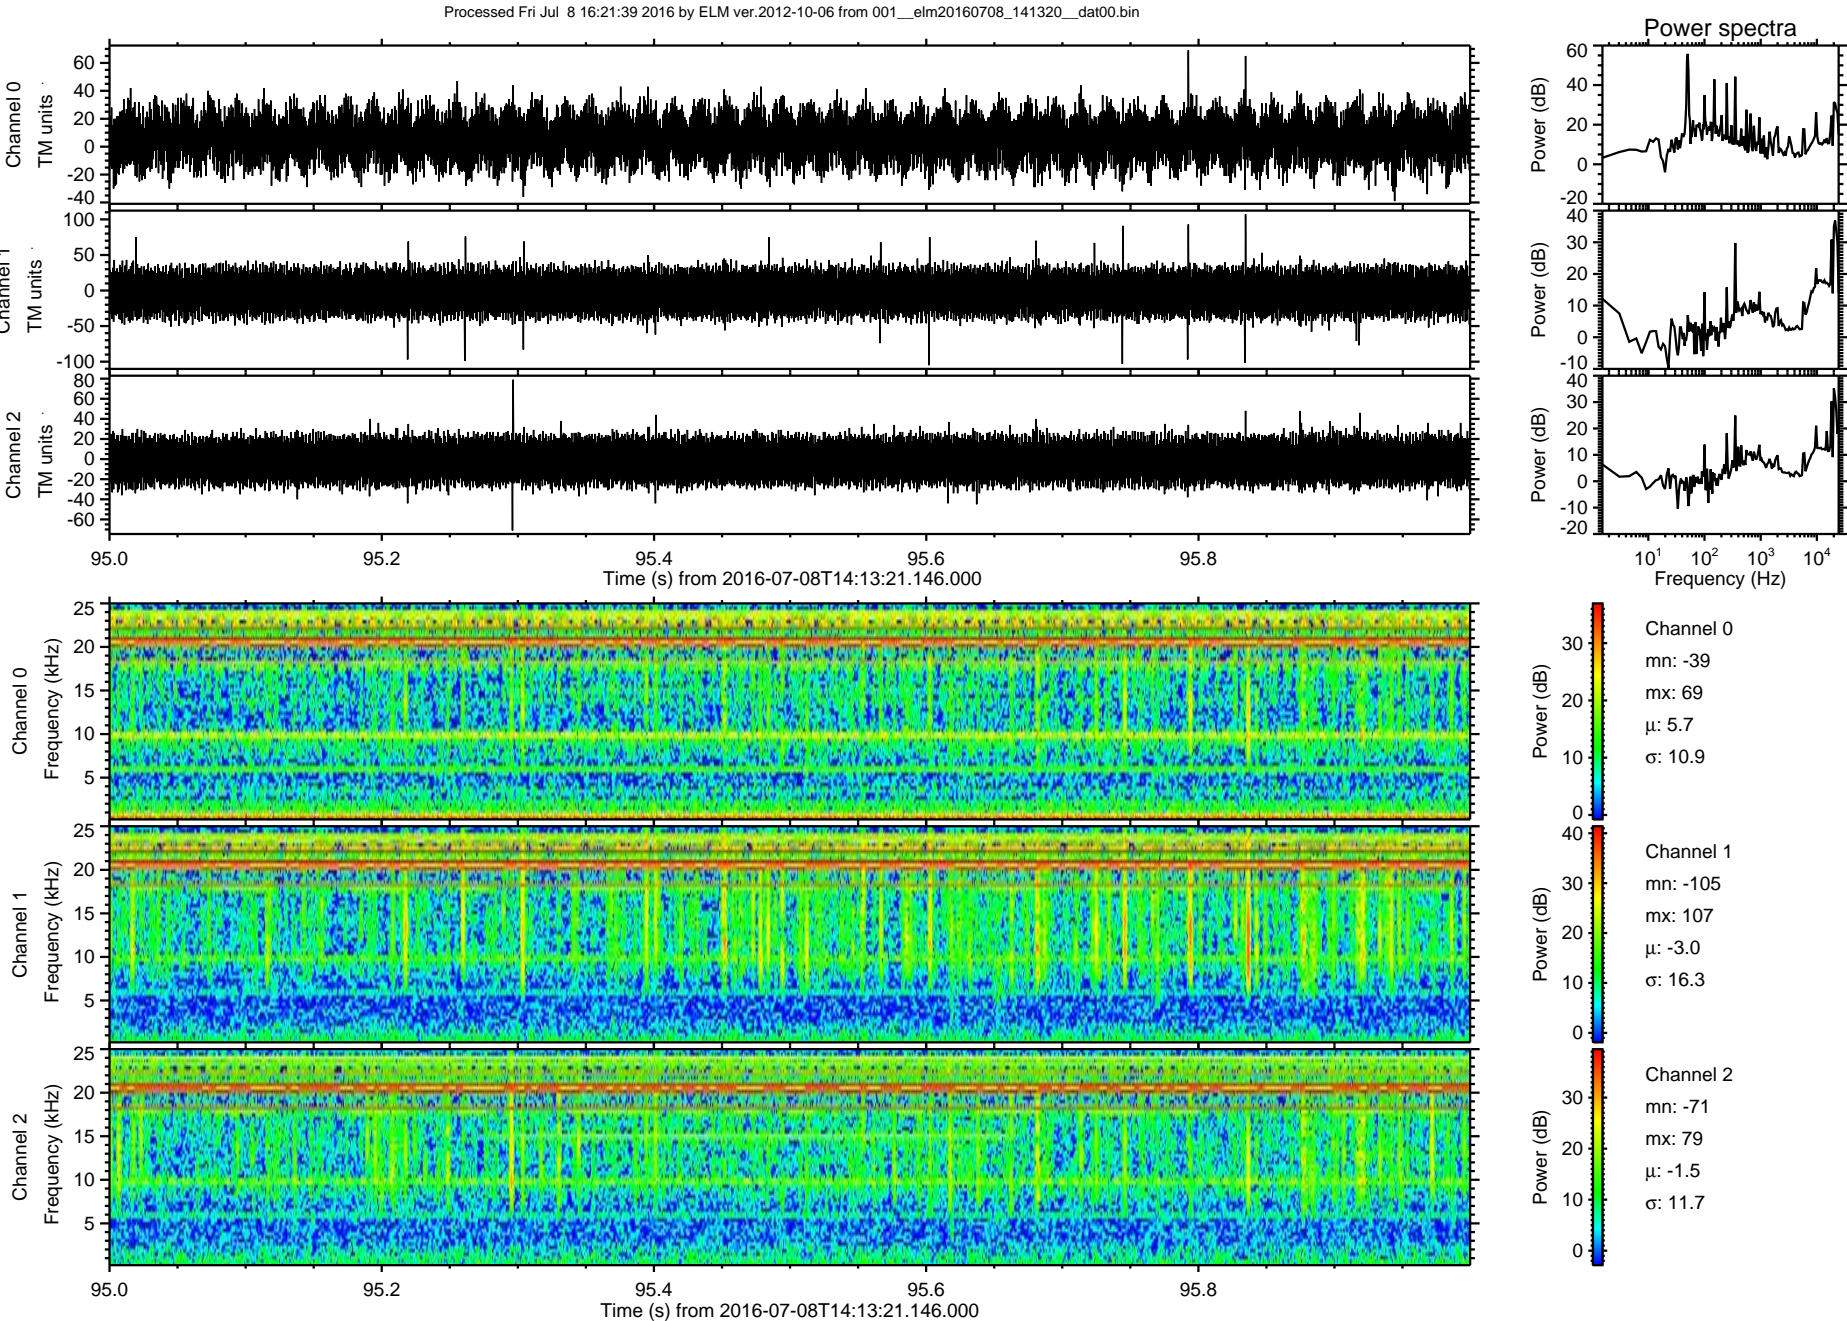 Processed Fri Jul  8 16:21:39 2016 by ELM ver.2012-10-06 from 001__elm20160708_141320__dat00.bin
Power spectra
Channel 0
TM units
60
40
20
0
-20
-40
Power (dB)
60
40
20
0
-20
Channel 1
TM units
100
50
0
-50
-100
Power (dB)
40
30
20
10
0
-10
Channel 2
TM units
80
60
40
20
0
-20
-40
-60
Power (dB)
40
30
20
10
0
-10
-20
95.0 95.2 95.4 95.6 95.8
Time (s) from 2016-07-08T14:13:21.146.000
10¹ 10² 10³ 10⁴
Frequency (Hz)
Channel 0
Frequency (kHz)
25
20
15
10
5
Power (dB)
30
20
10
0
Channel 0
mn: -39
mx: 69
μ: 5.7
σ: 10.9
Channel 1
Frequency (kHz)
25
20
15
10
5
Power (dB)
40
30
20
10
0
Channel 1
mn: -105
mx: 107
μ: -3.0
σ: 16.3
Channel 2
Frequency (kHz)
25
20
15
10
5
Power (dB)
30
20
10
0
Channel 2
mn: -71
mx: 79
μ: -1.5
σ: 11.7
95.0 95.2 95.4 95.6 95.8
Time (s) from 2016-07-08T14:13:21.146.000